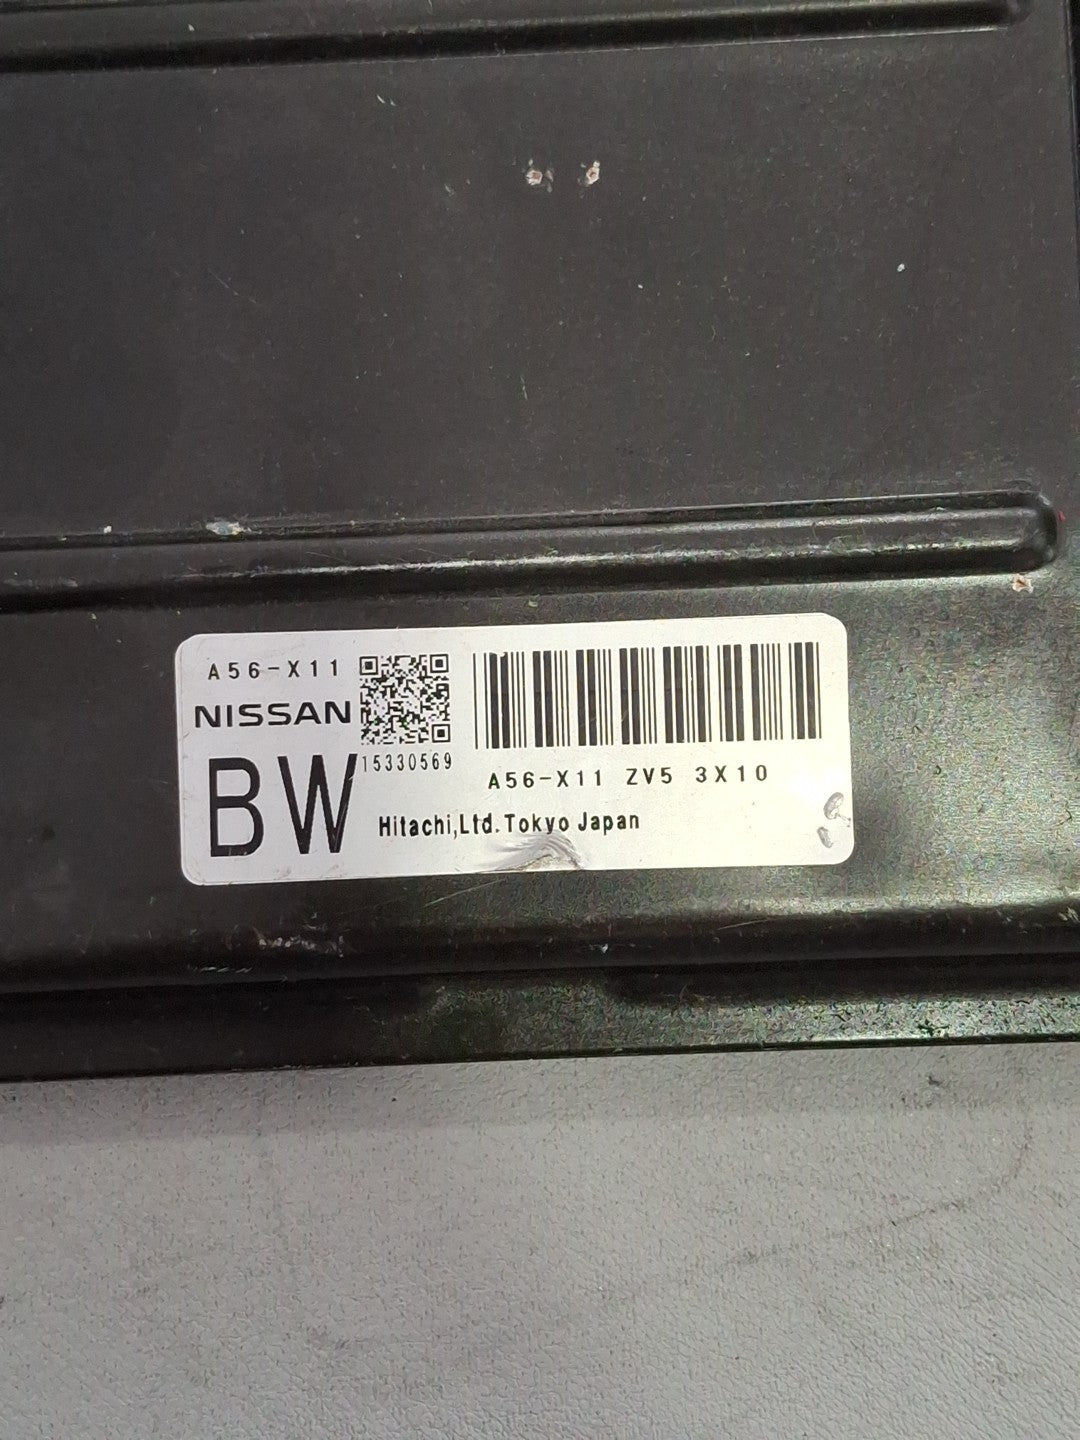 A56-X11
NISSAN
15330569
BW
A56-X11 ZV5 3X10
Hitachi,Ltd.Tokyo Japan